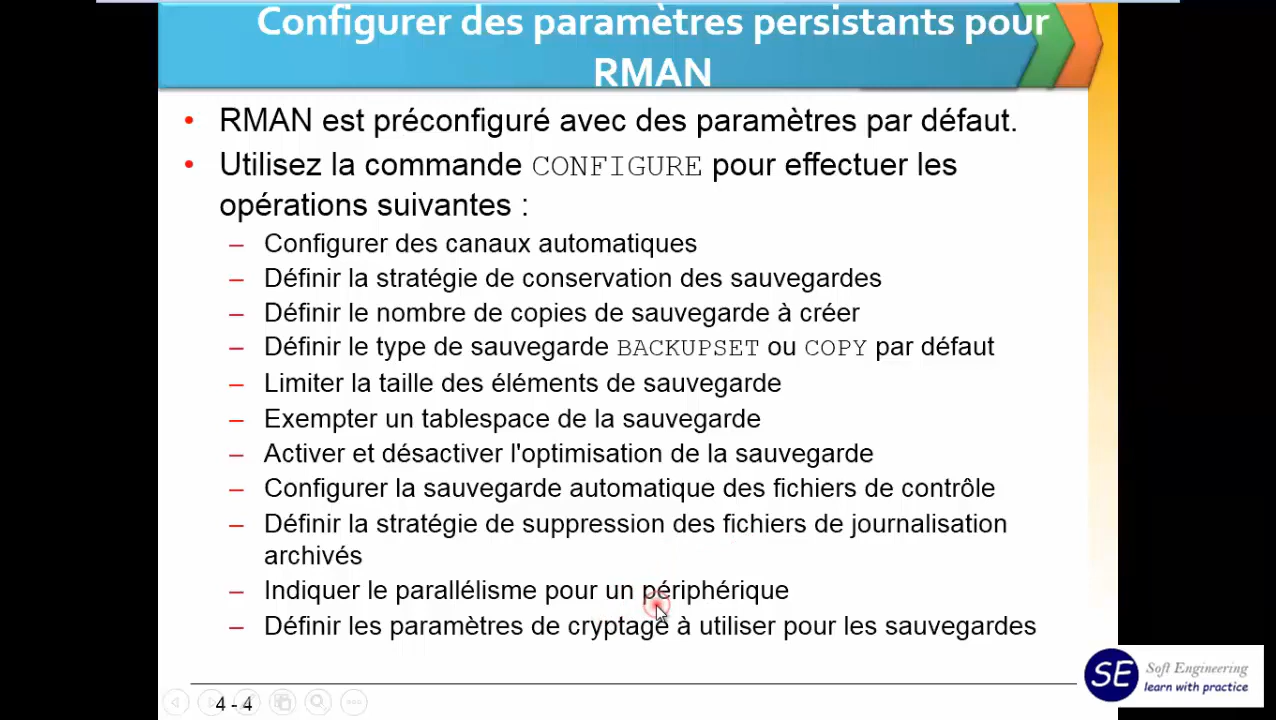 Configurer des paramètres persistants pour
RMAN
• RMAN est préconfiguré avec des paramètres par défaut.
• Utilisez la commande CONFIGURE pour effectuer les
opérations suivantes :
– Configurer des canaux automatiques
– Définir la stratégie de conservation des sauvegardes
– Définir le nombre de copies de sauvegarde à créer
– Définir le type de sauvegarde BACKUPSET ou COPY par défaut
– Limiter la taille des éléments de sauvegarde
– Exempter un tablespace de la sauvegarde
– Activer et désactiver l'optimisation de la sauvegarde
– Configurer la sauvegarde automatique des fichiers de contrôle
– Définir la stratégie de suppression des fichiers de journalisation
archivés
– Indiquer le parallélisme pour un périphérique
– Définir les paramètres de cryptage à utiliser pour les sauvegardes
SE Soft Engineering
learn with practice
4 - 4